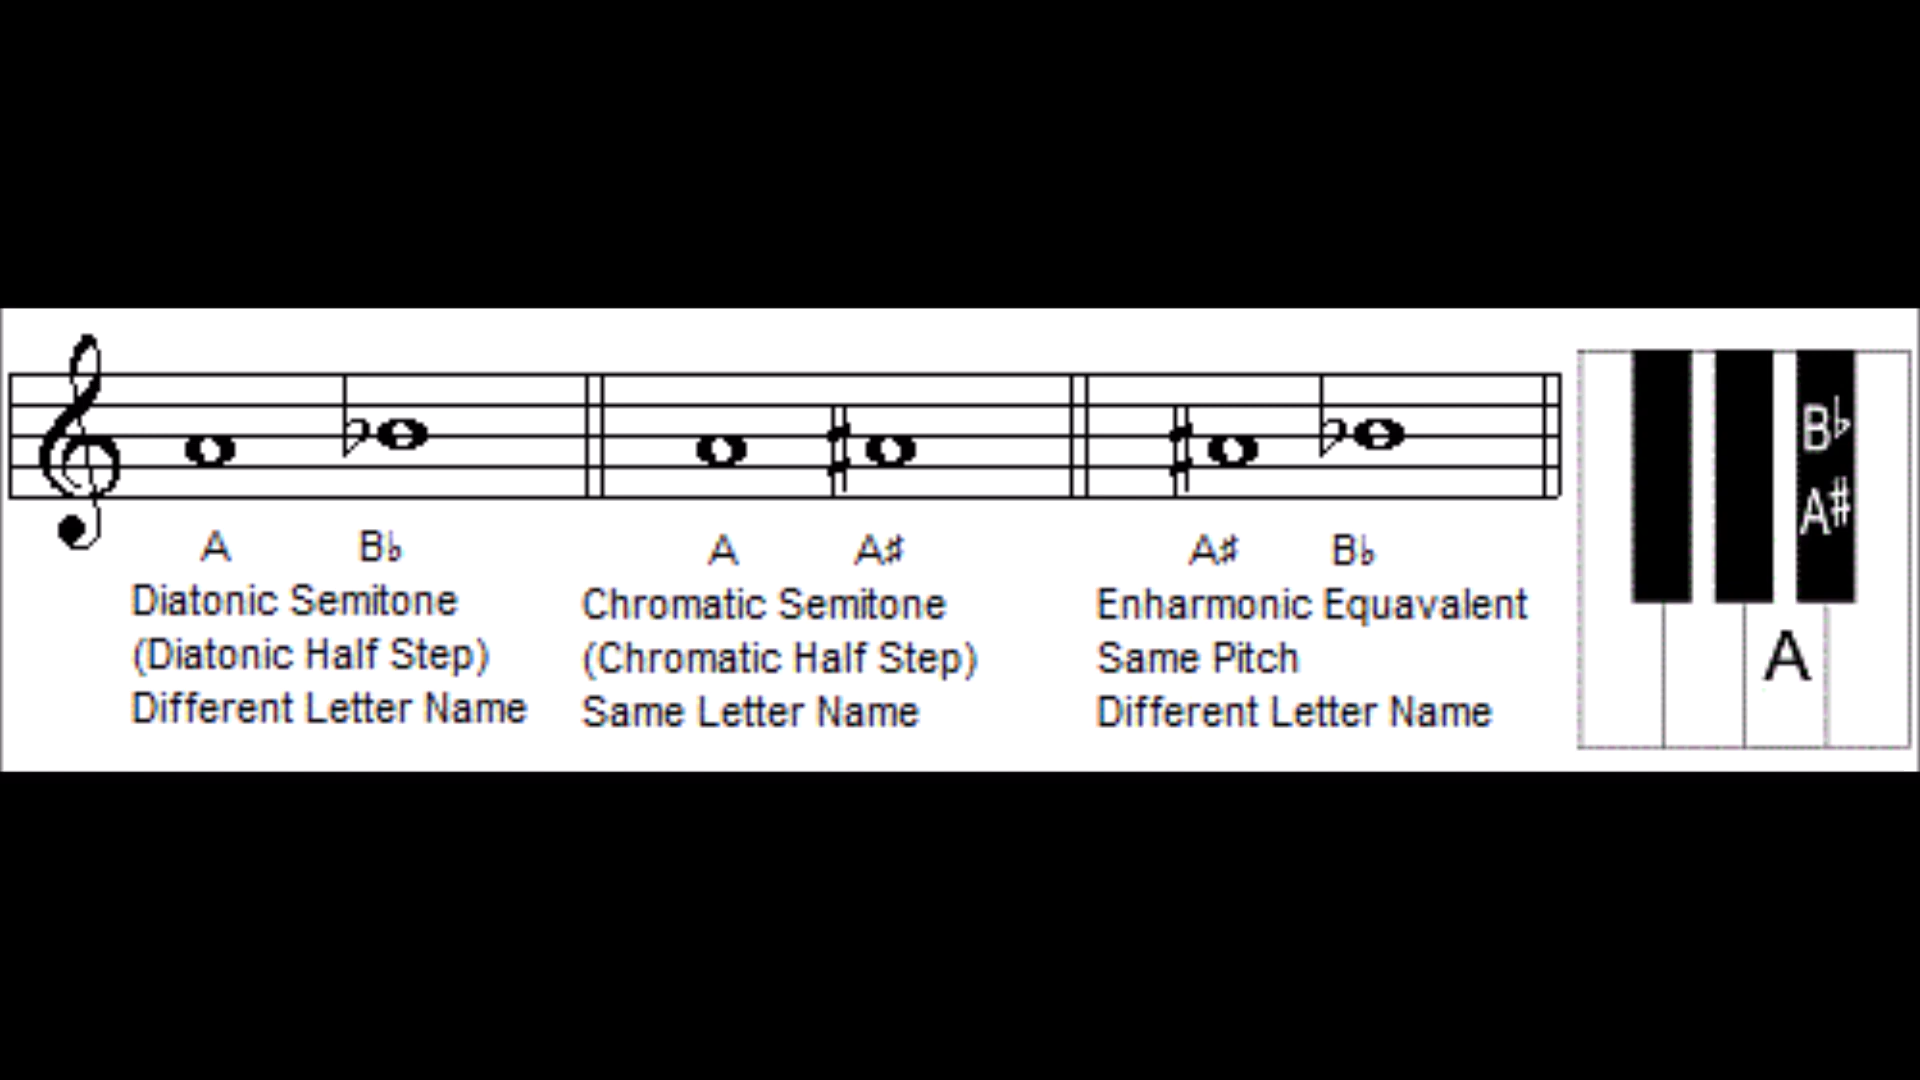 A B♭
Diatonic Semitone
(Diatonic Half Step)
Different Letter Name
A A♯
Chromatic Semitone
(Chromatic Half Step)
Same Letter Name
A♯ B♭
Enharmonic Equavalent
Same Pitch
Different Letter Name
B♭
A#
A